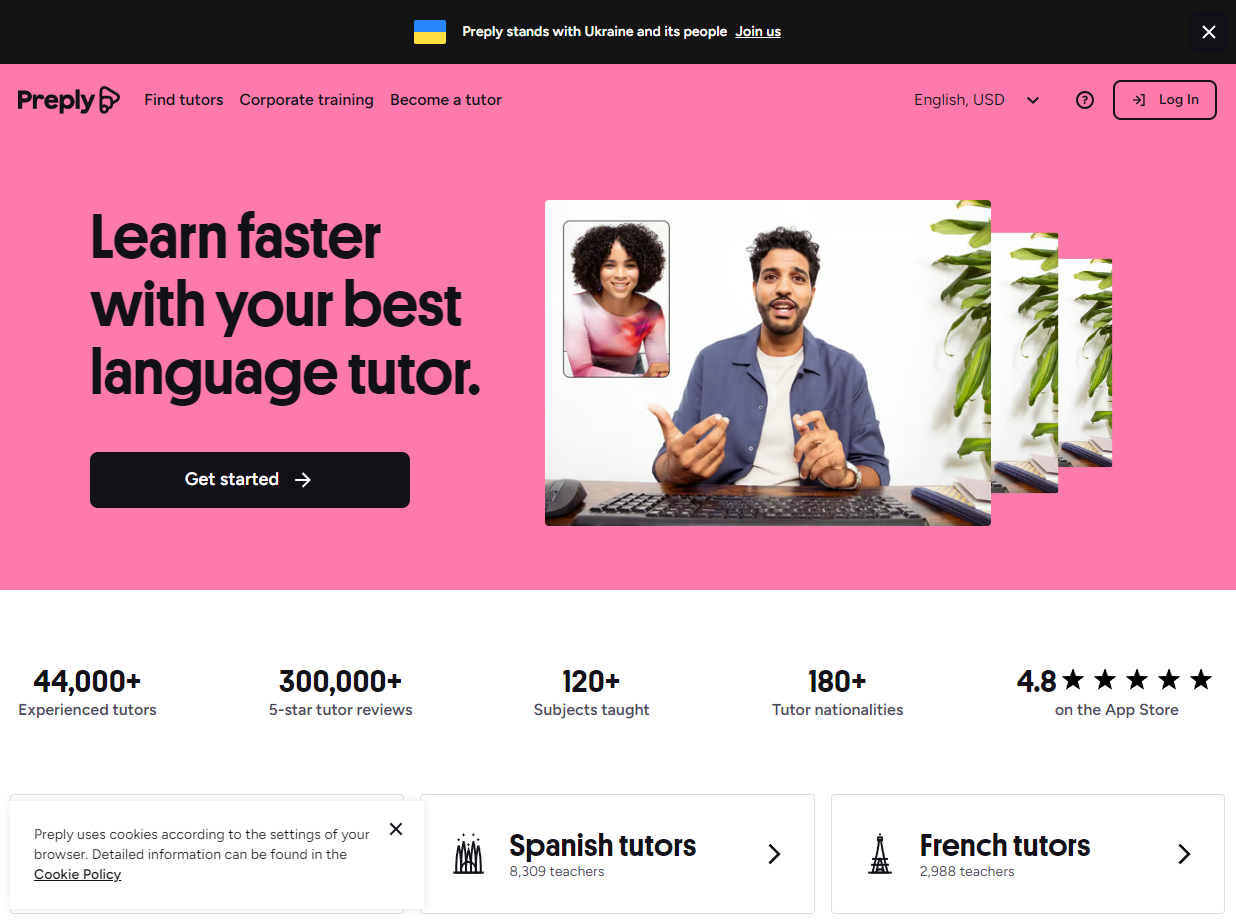 Preply stands with Ukraine and its people Join us
Preply
Find tutors
Corporate training
Become a tutor
English, USD
Log In
Learn faster
with your best
language tutor.
Get started
44,000+
Experienced tutors
300,000+
5-star tutor reviews
120+
Subjects taught
180+
Tutor nationalities
4.8
on the App Store
Preply uses cookies according to the settings of your
browser. Detailed information can be found in the
Cookie Policy
Spanish tutors
8,309 teachers
French tutors
2,988 teachers